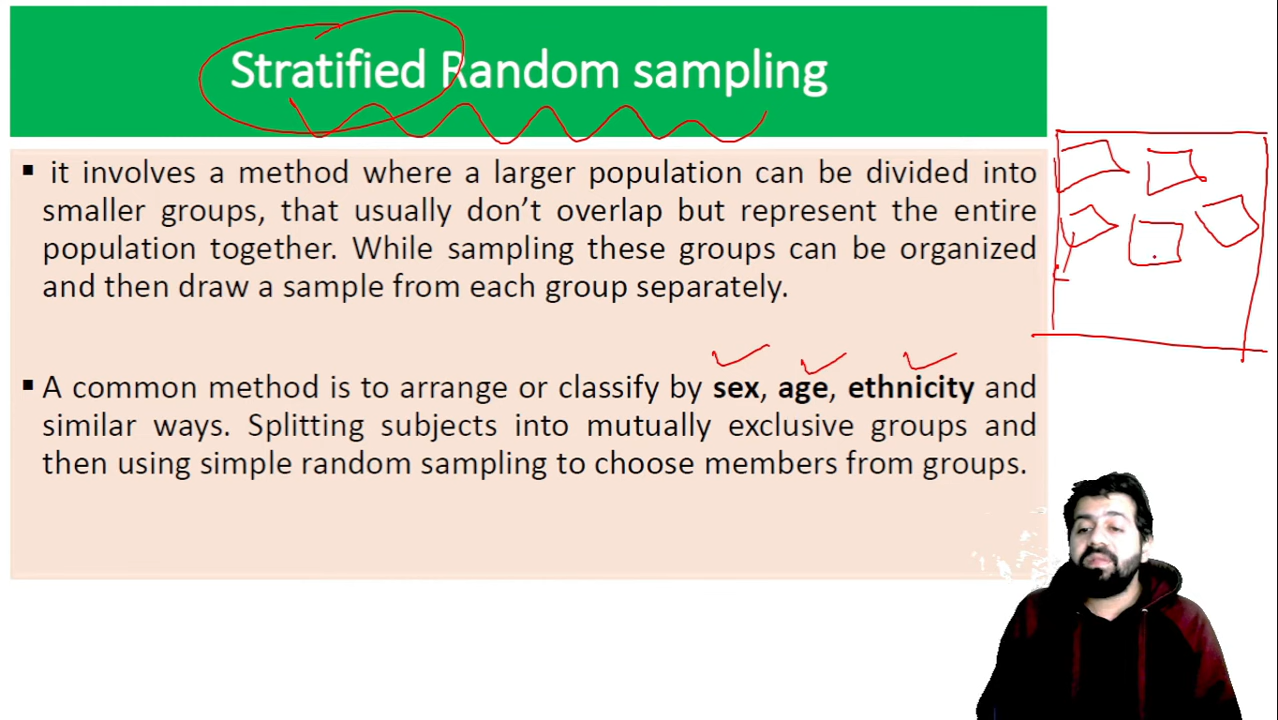 Stratified Random sampling
▪ it involves a method where a larger population can be divided into
smaller groups, that usually don’t overlap but represent the entire
population together. While sampling these groups can be organized
and then draw a sample from each group separately.
▪ A common method is to arrange or classify by sex, age, ethnicity and
similar ways. Splitting subjects into mutually exclusive groups and
then using simple random sampling to choose members from groups.